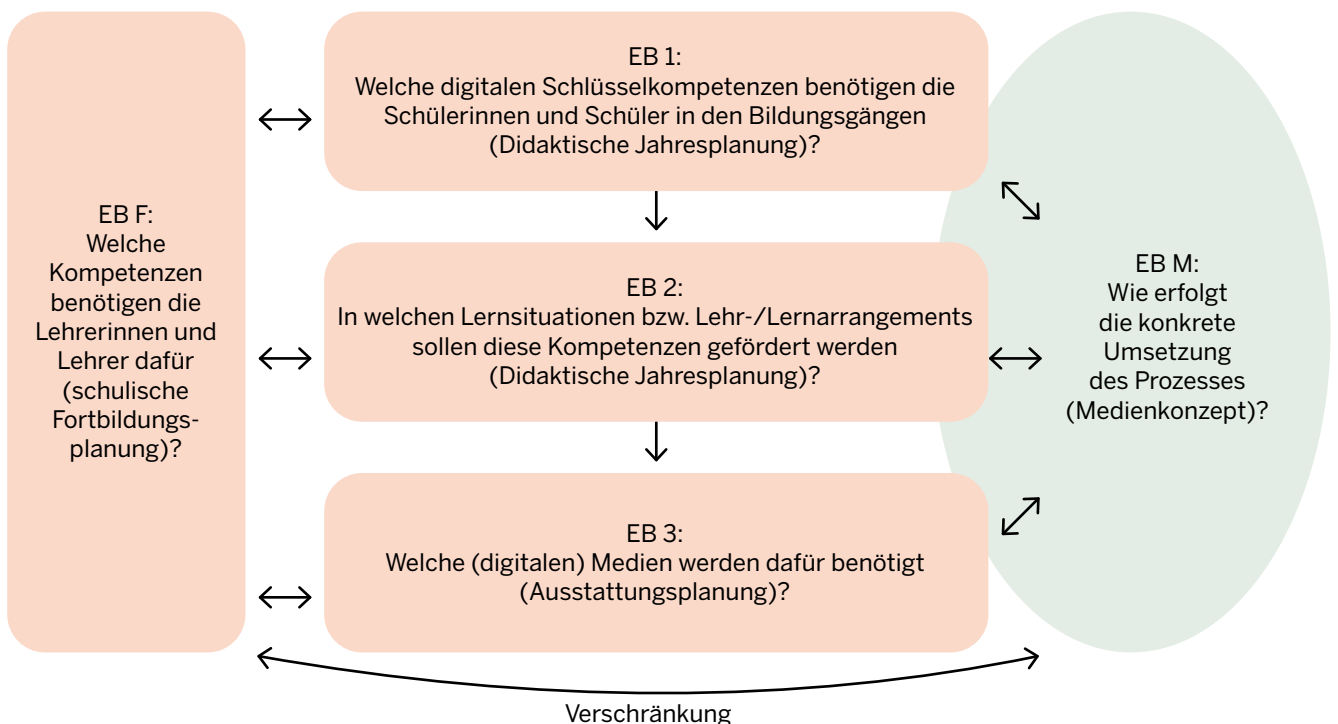 EB F:
Welche
Kompetenzen
benötigen die
Lehrerinnen und
Lehrer dafür
(schulische
Fortbildungs-
planung)?
EB 1:
Welche digitalen Schlüsselkompetenzen benötigen die
Schülerinnen und Schüler in den Bildungsgängen
(Didaktische Jahresplanung)?
EB 2:
In welchen Lernsituationen bzw. Lehr-/Lernarrangements
sollen diese Kompetenzen gefördert werden
(Didaktische Jahresplanung)?
EB 3:
Welche (digitalen) Medien werden dafür benötigt
(Ausstattungsplanung)?
EB M:
Wie erfolgt
die konkrete
Umsetzung
des Prozesses
(Medienkonzept)?
Verschränkung